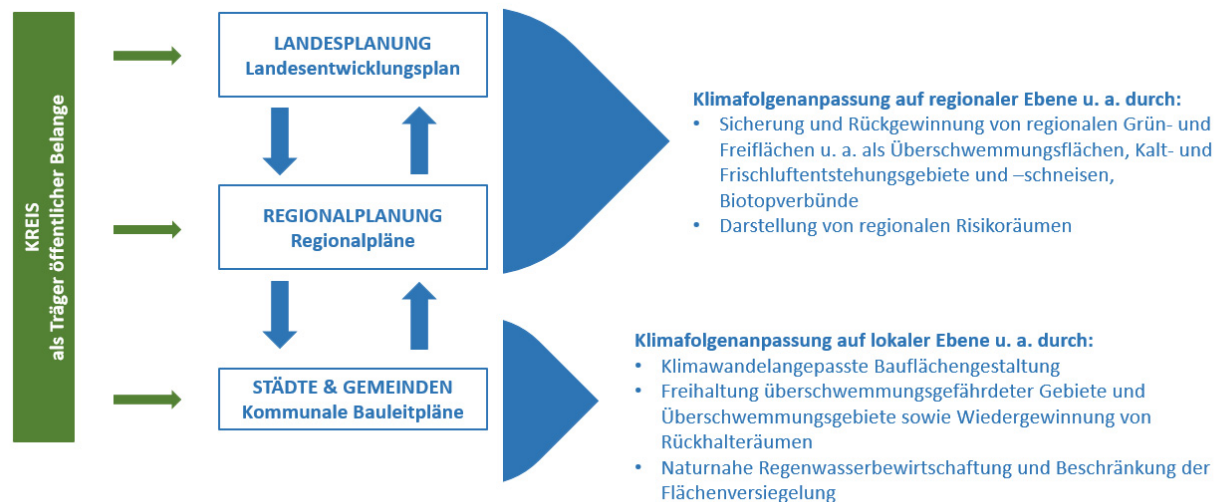 KREIS
als Träger öffentlicher Belange
LANDESPLANUNG
Landesentwicklungsplan
REGIONALPLANUNG
Regionalpläne
STÄDTE & GEMEINDEN
Kommunale Bauleitpläne
Klimafolgenanpassung auf regionaler Ebene u. a. durch:
• Sicherung und Rückgewinnung von regionalen Grün- und
Freiflächen u. a. als Überschwemmungsflächen, Kalt- und
Frischluftentstehungsgebiete und –schneisen,
Biotopverbünde
• Darstellung von regionalen Risikoräumen
Klimafolgenanpassung auf lokaler Ebene u. a. durch:
• Klimawandelangepasste Bauflächengestaltung
• Freihaltung überschwemmungsgefährdeter Gebiete und
Überschwemmungsgebiete sowie Wiedergewinnung von
Rückhalteräumen
• Naturnahe Regenwasserbewirtschaftung und Beschränkung der
Flächenversiegelung